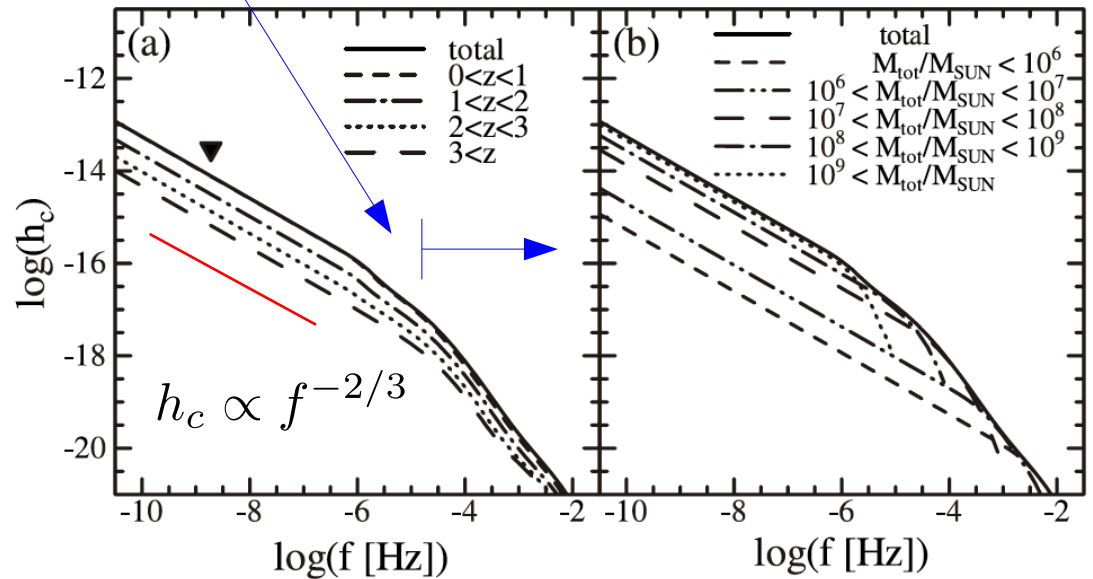 (a)
total
0<z<1
1<z<2
2<z<3
3<z
(b)
total
M_tot/M_SUN < 10^6
10^6 < M_tot/M_SUN < 10^7
10^7 < M_tot/M_SUN < 10^8
10^8 < M_tot/M_SUN < 10^9
10^9 < M_tot/M_SUN
log(h_c)
-12
-14
-16
-18
-20
h_c ∝ f^{-2/3}
-10 -8 -6 -4 -2
log(f [Hz])
-10 -8 -6 -4 -2
log(f [Hz])